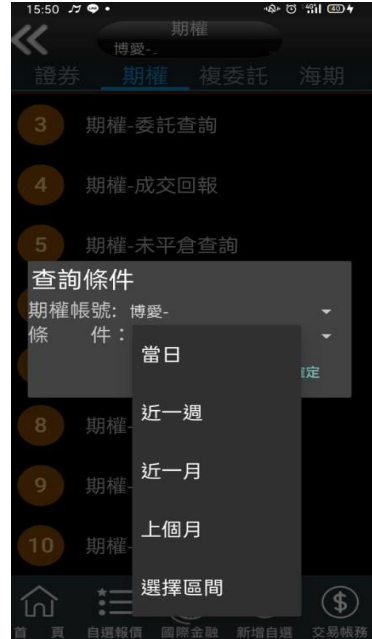 15:50
40
期權
博愛-
證券 期權 複委託 海期
3 期權-委託查詢
4 期權-成交回報
5 期權-未平倉查詢
查詢條件
期權帳號: 博愛-
條 件：
當日
近一週
近一月
上個月
選擇區間
定
8 期權-
9 期權-
10 期權-
首 頁 自選報價 國際金融 新增自選 交易帳務